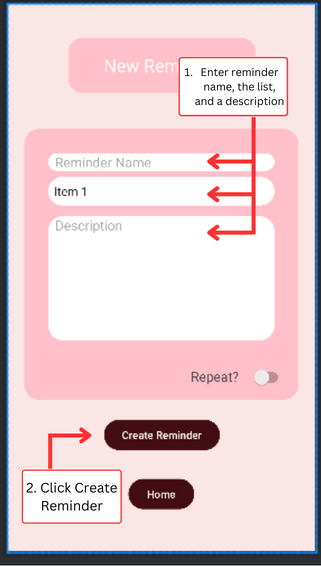 New Rem
1. Enter reminder
name, the list,
and a description
Reminder Name
Item 1
Description
Repeat?
Create Reminder
2. Click Create
Reminder
Home